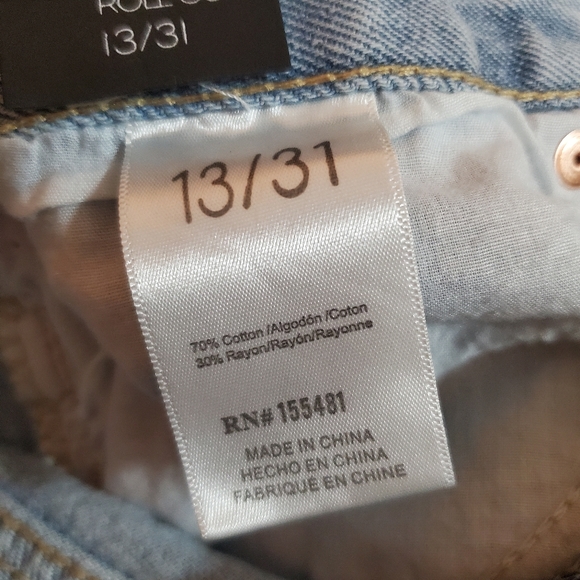 ROLL
13/31
13/31
70% Cotton /Algodón /Coton
30% Rayon/Rayón/Rayonne
RN# 155481
MADE IN CHINA
HECHO EN CHINA
FABRIQUÉ EN CHINE